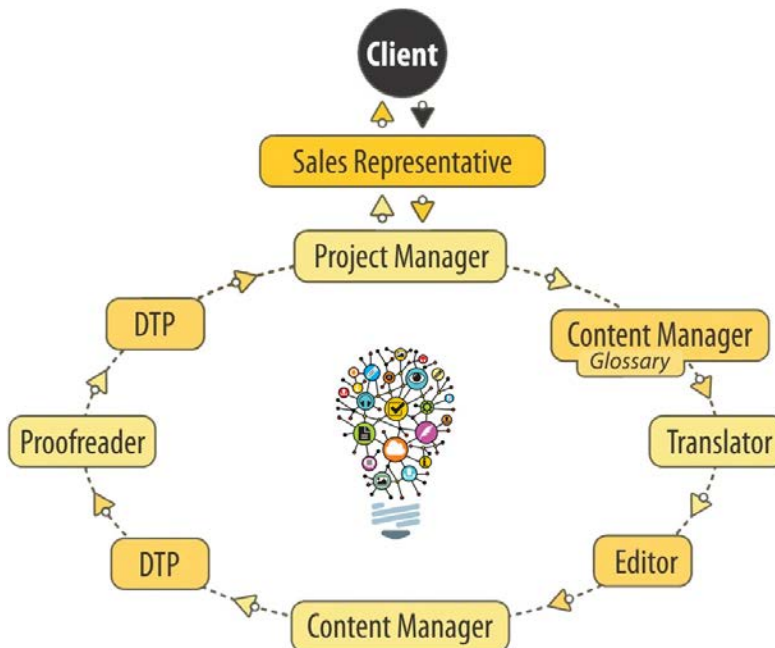 Client
Sales Representative
Project Manager
Content Manager
Glossary
Translator
Editor
Content Manager
DTP
Proofreader
DTP